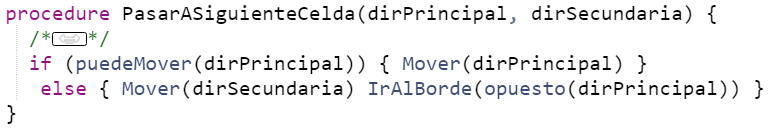 procedure PasarASiguienteCelda(dirPrincipal, dirSecundaria) {
/**/
if (puedeMover(dirPrincipal)) { Mover(dirPrincipal) }
else { Mover(dirSecundaria) IrAlBorde(opuesto(dirPrincipal)) }
}